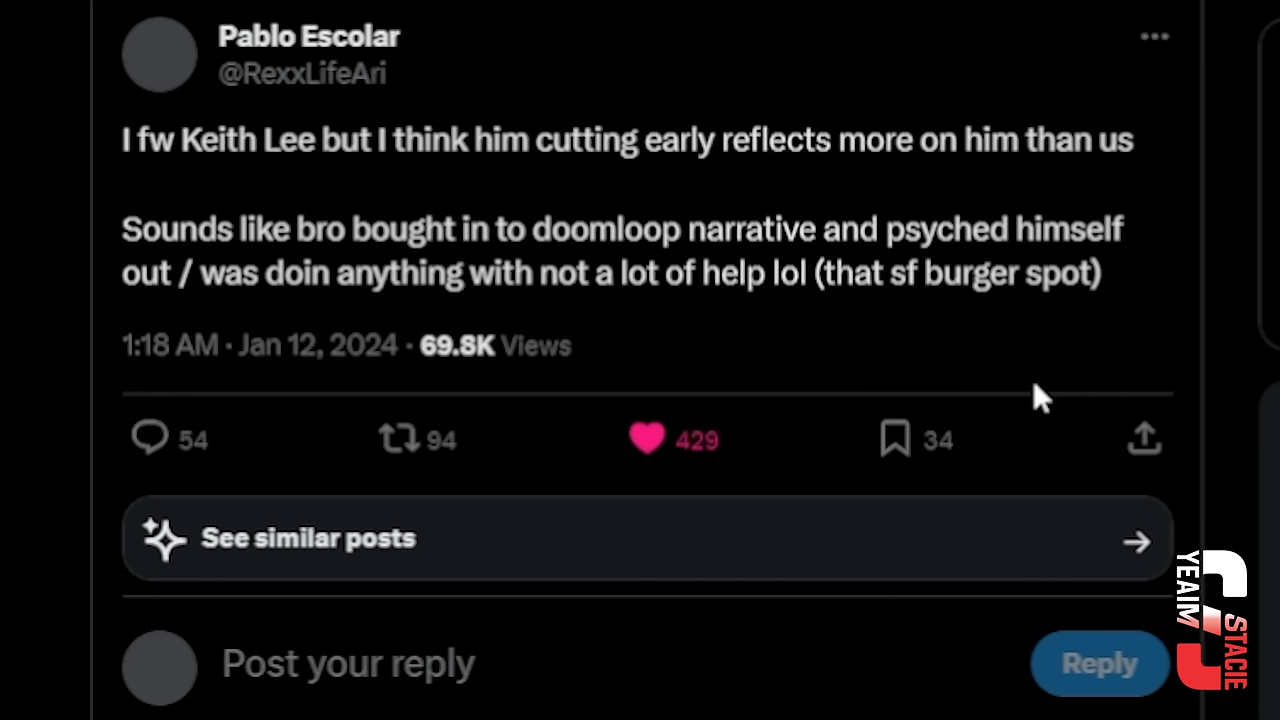 Pablo Escolar
@RexxLifeAri
I fw Keith Lee but I think him cutting early reflects more on him than us
Sounds like bro bought in to doomloop narrative and psyched himself
out / was doin anything with not a lot of help lol (that sf burger spot)
1:18 AM · Jan 12, 2024 · 69.8K Views
54 94 429 34
See similar posts
Post your reply
Reply
YEAIM
STACIE